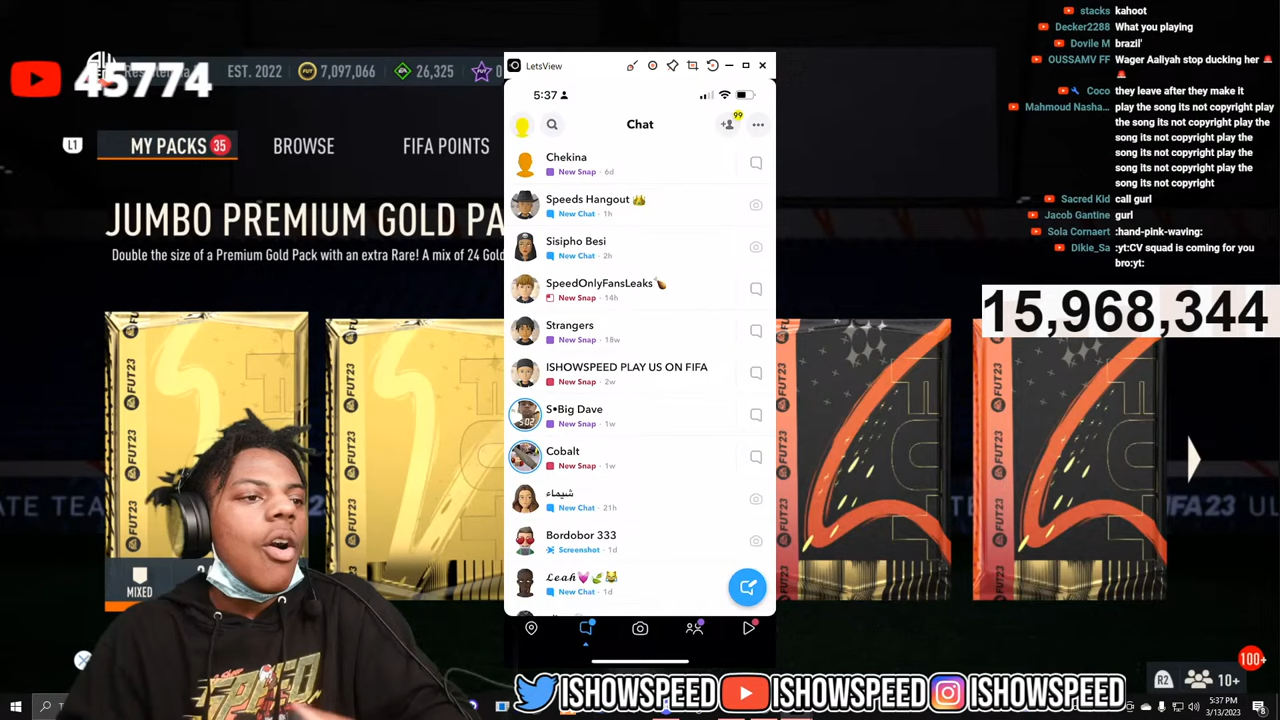 45774
EST. 2022
7,097,066
26,325
L1
MY PACKS 35
BROWSE
FIFA POINTS
JUMBO PREMIUM GOLD PA
Double the size of a Premium Gold Pack with an extra Rare! A mix of 24 Gold
FUT23
FUT23
FUT23
FUT23
MIXED
LetsView
5:37
Chat
99
Chekina
New Snap · 6d
Speeds Hangout 👑
New Chat · 1h
Sisipho Besi
New Chat · 2h
SpeedOnlyFansLeaks🍗
New Snap · 14h
Strangers
New Snap · 18w
ISHOWSPEED PLAY US ON FIFA
New Snap · 2w
S•Big Dave
New Snap · 1w
Cobalt
New Snap · 1w
شيماء
New Chat · 21h
Bordobor 333
Screenshot · 1d
𝓛𝓮𝓪𝓱💓🍃😹
New Chat · 1d
stacks kahoot
Decker2288 What you playing
Dovile M brazil'
OUSSAMV FF Wager Aaliyah stop ducking her 🚨
🚨
Coco they leave after they make it
Mahmoud Nasha... play the song its not copyright play
the song its not copyright play the
song its not copyright play the
song its not copyright play the
song its not copyright
Sacred Kid call gurl
Jacob Gantine gurl
Sola Cornaert :hand-pink-waving:
Dikie_Sa :yt:CV squad is coming for you
bro:yt:
15,968,344
100+
R2 10+
ISHOWSPEED ISHOWSPEED ISHOWSPEED
5:37 PM
3/13/2023